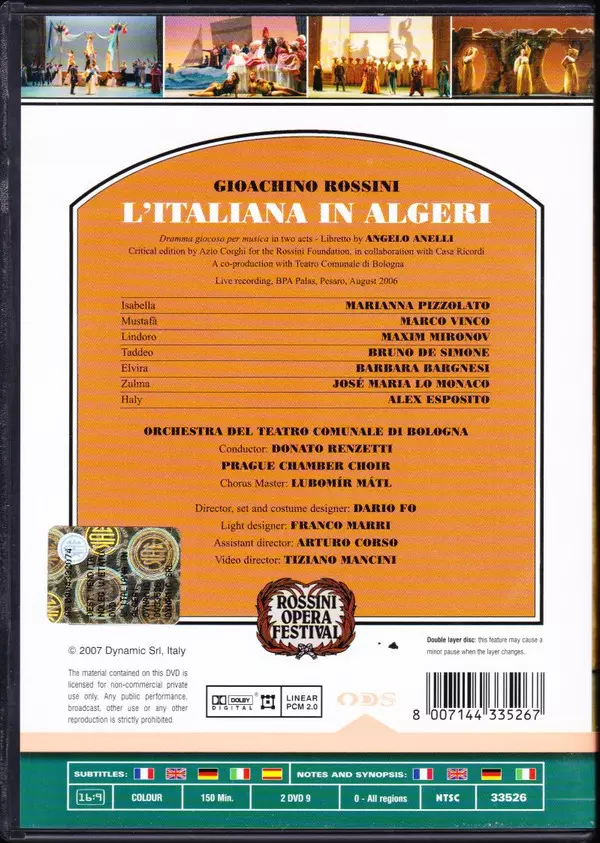 GIOACHINO ROSSINI
L'ITALIANA IN ALGERI
Dramma giocoso per musica in two acts - Libretto by ANGELO ANELLI
Critical edition by Azio Corghi for the Rossini Foundation, in collaboration with Casa Ricordi
A co-production with Teatro Comunale di Bologna
Live recording, BPA Palas, Pesaro, August 2006
Isabella MARIANNA PIZZOLATO
Mustafà MARCO VINCO
Lindoro MAXIM MIRONOV
Taddeo BRUNO DE SIMONE
Elvira BARBARA BARGNESI
Zulma JOSÉ MARIA LO MONACO
Haly ALEX ESPOSITO
ORCHESTRA DEL TEATRO COMUNALE DI BOLOGNA
Conductor: DONATO RENZETTI
PRAGUE CHAMBER CHOIR
Chorus Master: LUBOMÍR MÁTL
Director, set and costume designer: DARIO FO
Light designer: FRANCO MARRI
Assistant director: ARTURO CORSO
Video director: TIZIANO MANCINI
ROSSINI
OPERA
FESTIVAL
© 2007 Dynamic Srl, Italy
The material contained on this DVD is
licensed for non-commercial private
use only. Any public performance,
broadcast, other use or any other
reproduction is strictly prohibited.
DOLBY
DIGITAL
LINEAR
PCM 2.0
ODS
Double layer disc: this feature may cause a
minor pause when the layer changes.
8 007144 335267
SUBTITLES:
NOTES AND SYNOPSIS:
16:9 COLOUR 150 Min. 2 DVD 9 0 - All regions NTSC 33526